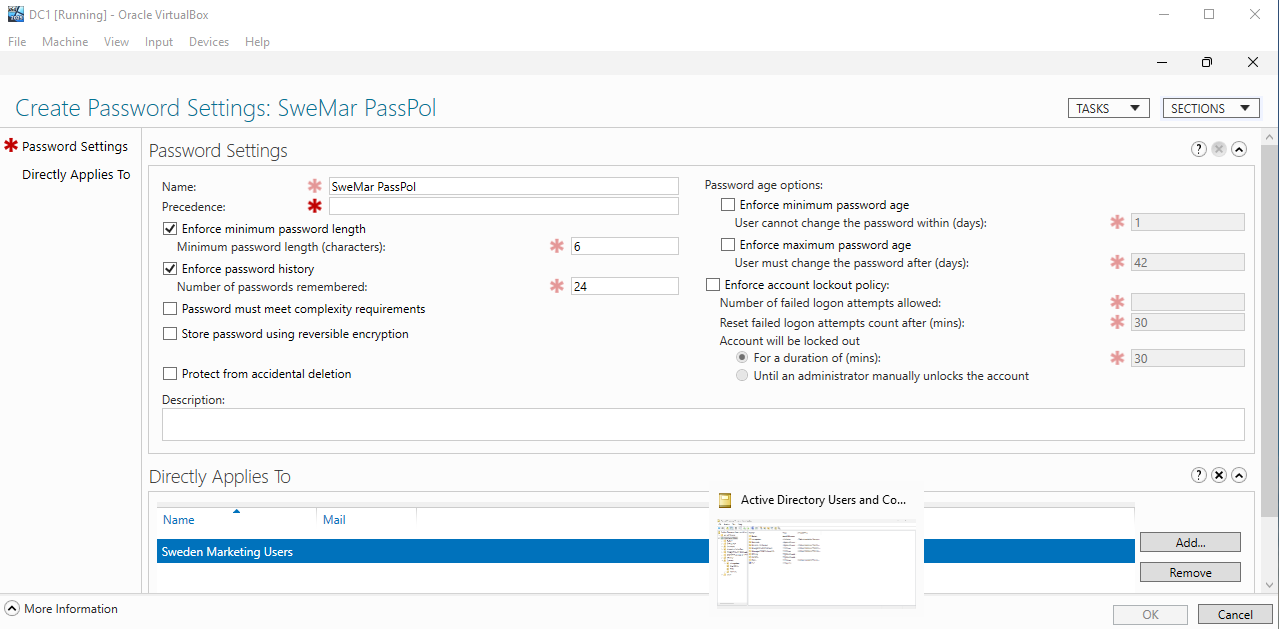 DC1 [Running] - Oracle VirtualBox
File Machine View Input Devices Help
Create Password Settings: SweMar PassPol
TASKS
SECTIONS
Password Settings
Directly Applies To
Password Settings
Name:
SweMar PassPol
Precedence:
Enforce minimum password length
Minimum password length (characters):
6
Enforce password history
Number of passwords remembered:
24
Password must meet complexity requirements
Store password using reversible encryption
Protect from accidental deletion
Password age options:
Enforce minimum password age
User cannot change the password within (days):
1
Enforce maximum password age
User must change the password after (days):
42
Enforce account lockout policy:
Number of failed logon attempts allowed:
Reset failed logon attempts count after (mins):
30
Account will be locked out
For a duration of (mins):
30
Until an administrator manually unlocks the account
Description:
Directly Applies To
Name Mail
Sweden Marketing Users
Active Directory Users and Co...
Add...
Remove
More Information
OK
Cancel